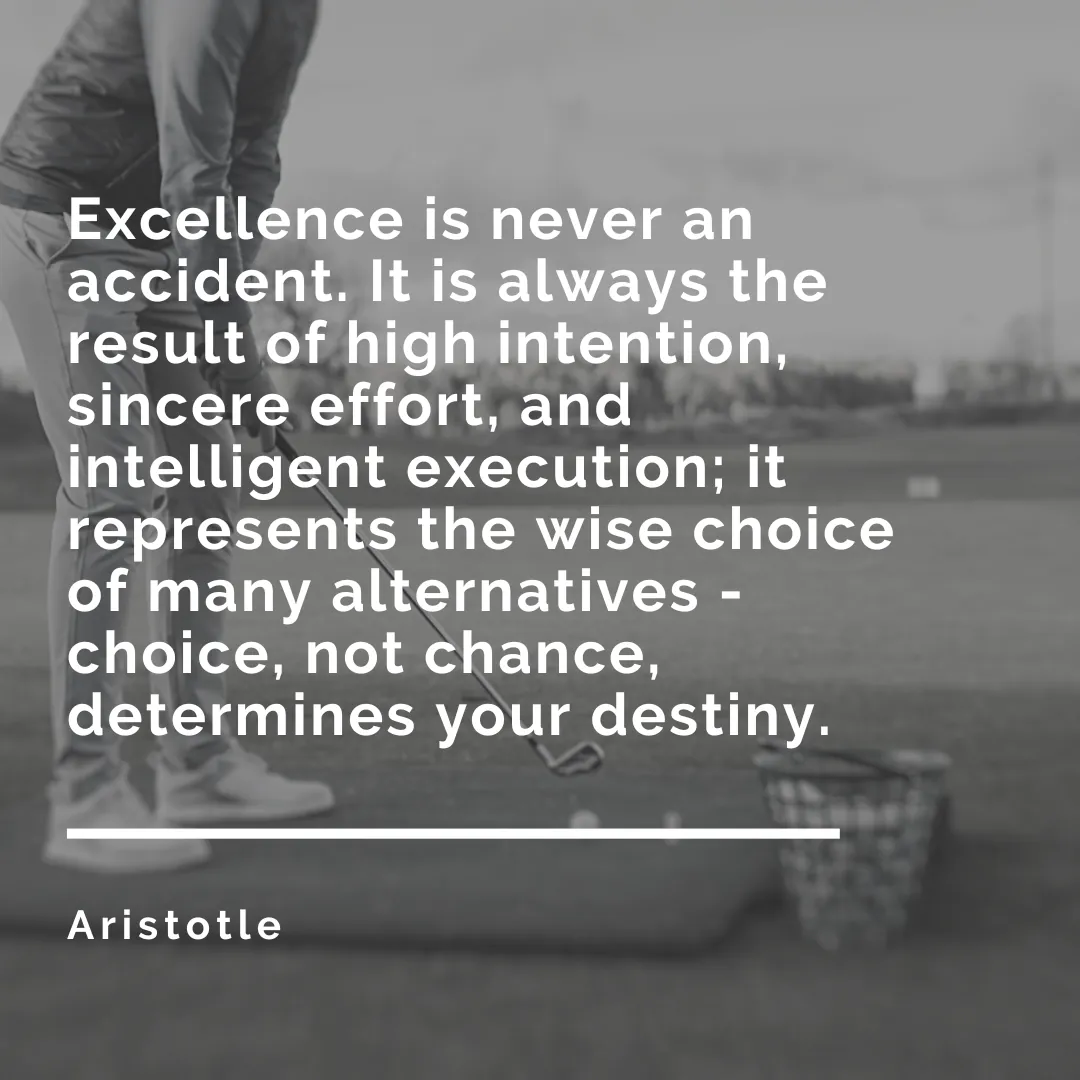 Excellence is never an
accident. It is always the
result of high intention,
sincere effort, and
intelligent execution; it
represents the wise choice
of many alternatives -
choice, not chance,
determines your destiny.
Aristotle